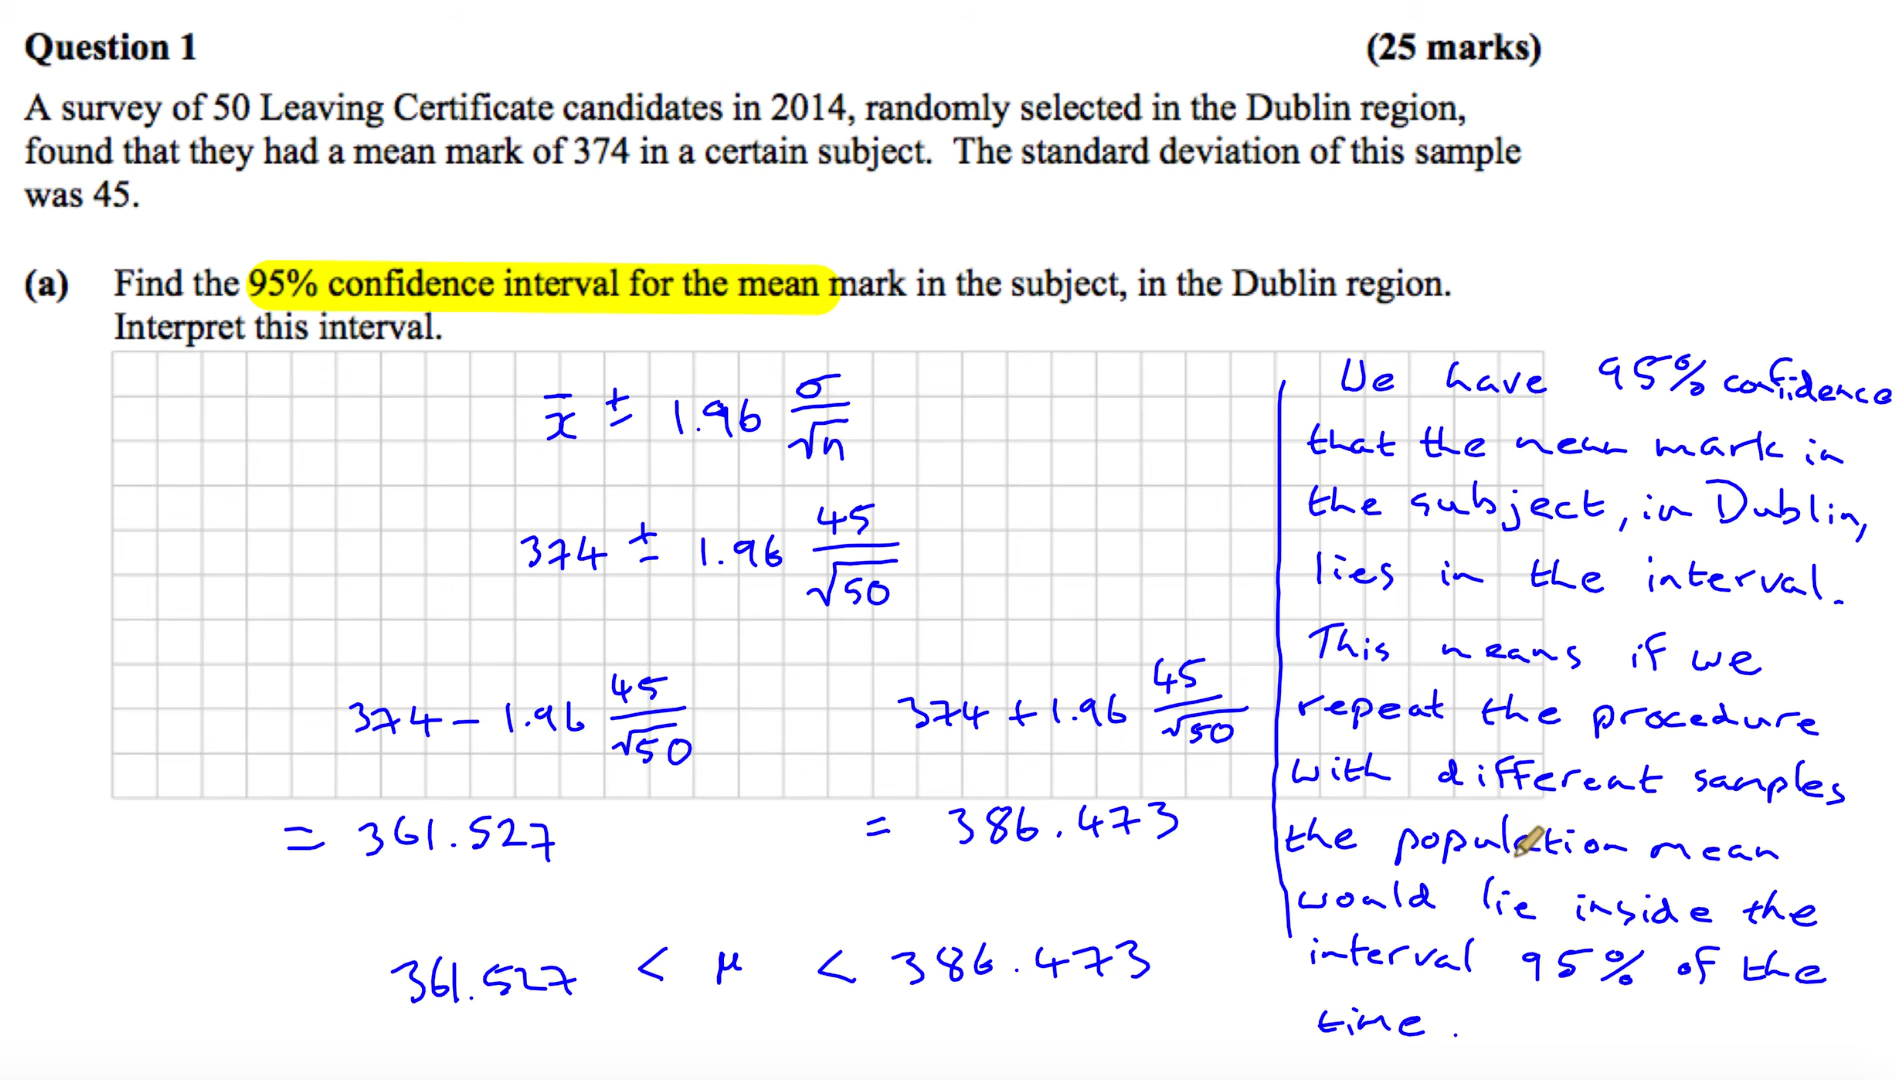 Question 1 (25 marks)
A survey of 50 Leaving Certificate candidates in 2014, randomly selected in the Dublin region,
found that they had a mean mark of 374 in a certain subject. The standard deviation of this sample
was 45.
(a) Find the 95% confidence interval for the mean mark in the subject, in the Dublin region.
Interpret this interval.
x̄ ± 1.96 σ/√n
374 ± 1.96 45/√50
374 − 1.96 45/√50
= 361.527
374 + 1.96 45/√50
= 386.473
361.527 < μ < 386.473
We have 95% confidence
that the mean mark in
the subject, in Dublin,
lies in the interval.
This means if we
repeat the procedure
with different samples
the population mean
would lie inside the
interval 95% of the
time.